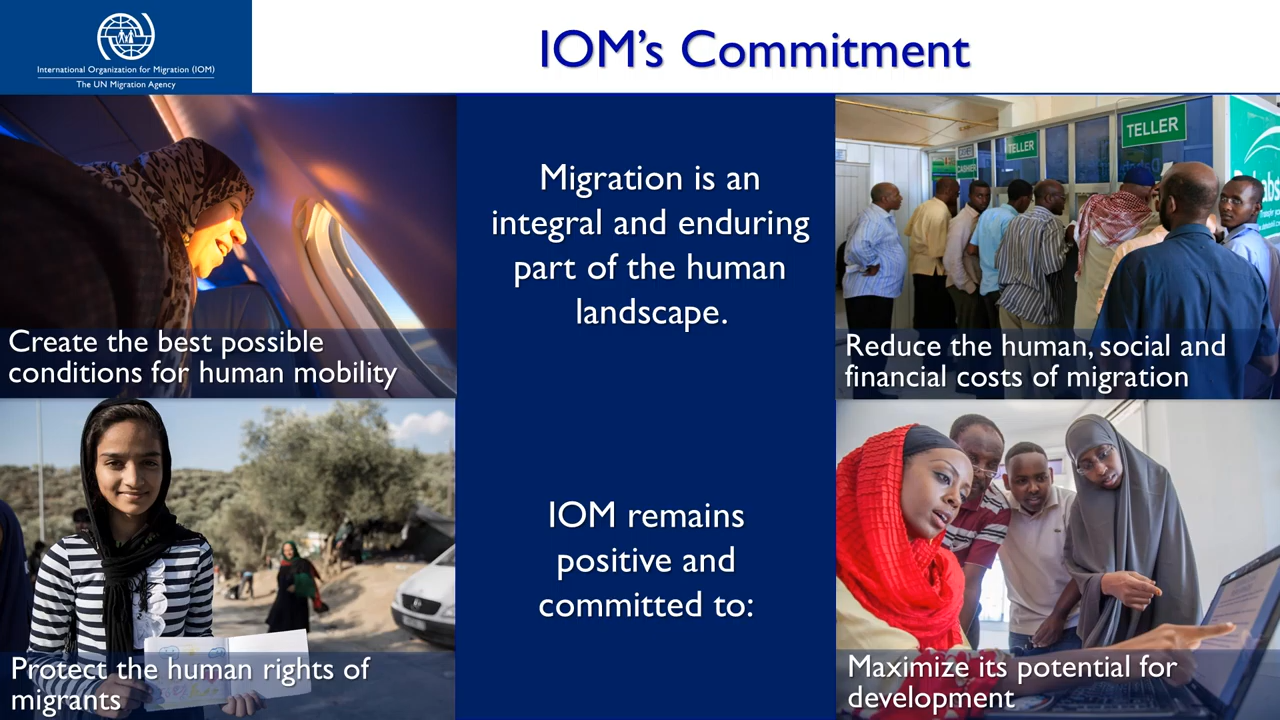 International Organization for Migration (IOM)
The UN Migration Agency
IOM's Commitment
Create the best possible
conditions for human mobility
Migration is an
integral and enduring
part of the human
landscape.
TELLER
TELLER
CASHIER
Reduce the human, social and
financial costs of migration
Protect the human rights of
migrants
IOM remains
positive and
committed to:
Maximize its potential for
development